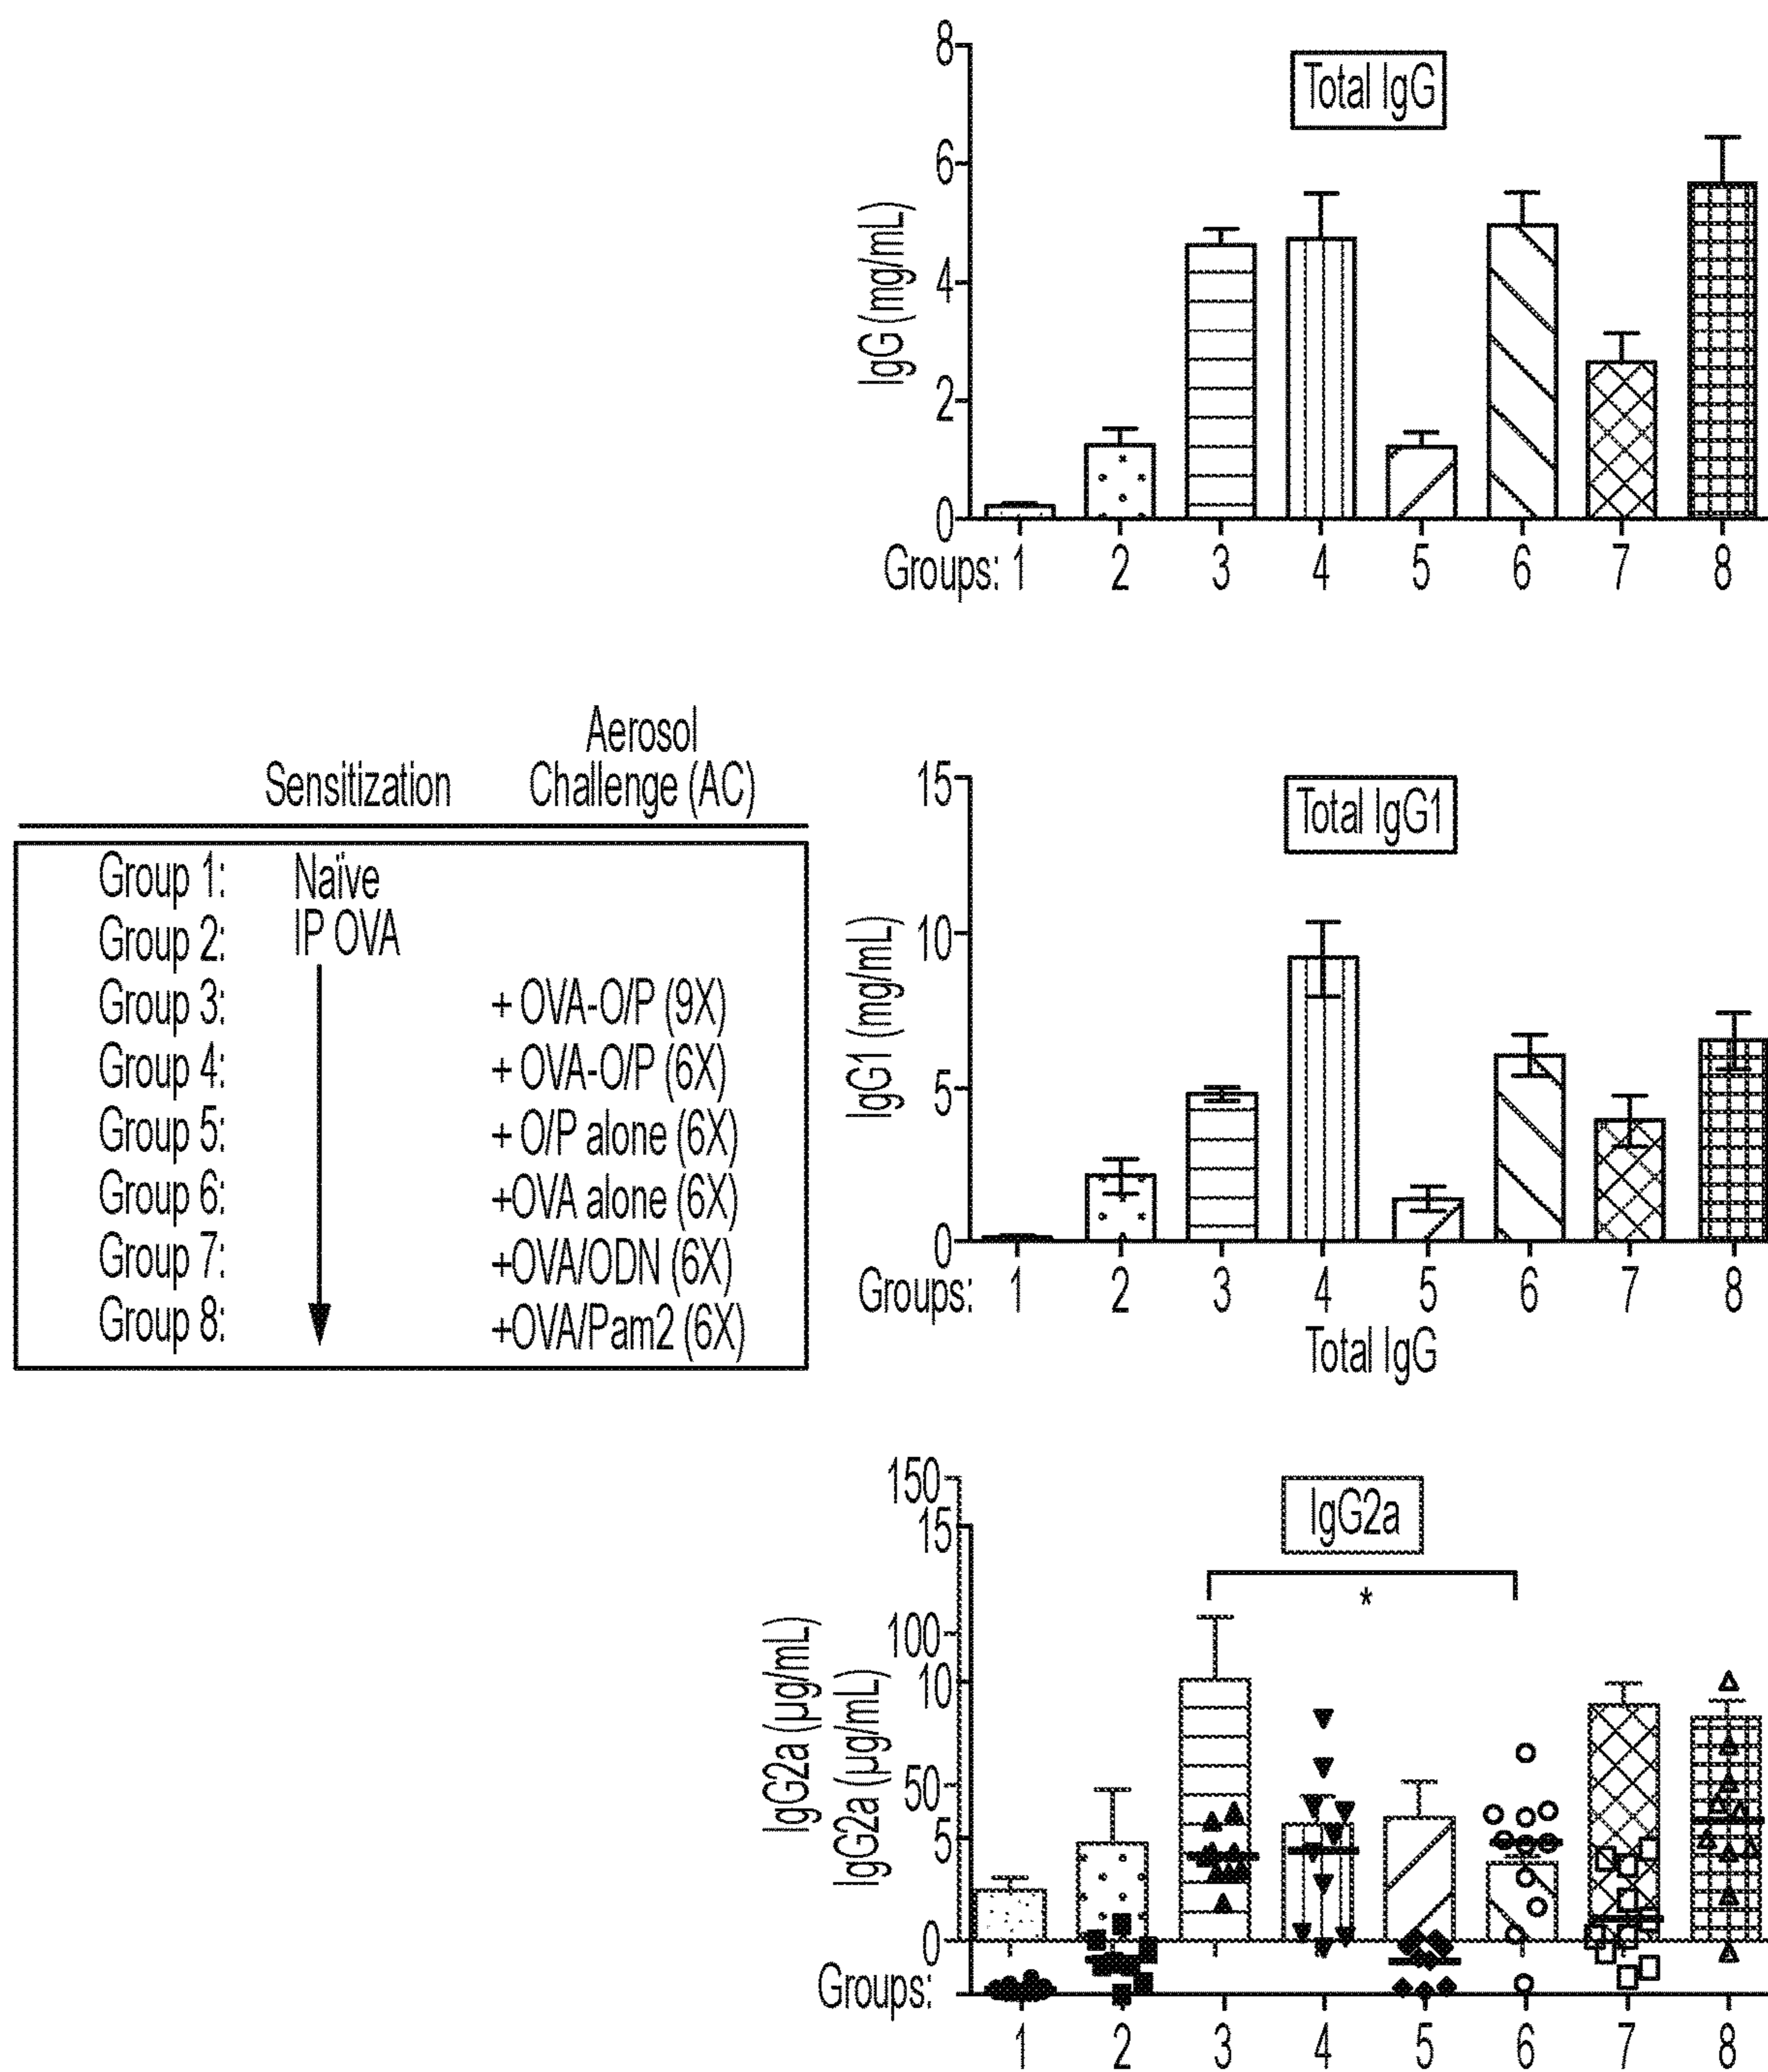 8
Total IgG
6
IgG (mg/mL)
4
2
0
Groups: 1 2 3 4 5 6 7 8
Aerosol
Sensitization Challenge (AC)
Group 1: Naïve
Group 2: IP OVA
Group 3: + OVA-O/P (9X)
Group 4: + OVA-O/P (6X)
Group 5: + O/P alone (6X)
Group 6: +OVA alone (6X)
Group 7: +OVA/ODN (6X)
Group 8: +OVA/Pam2 (6X)
15
Total IgG1
10
IgG1 (mg/mL)
5
0
Groups: 1 2 3 4 5 6 7 8
Total IgG
150
15
IgG2a
*
100
10
IgG2a (µg/mL)
IgG2a (µg/mL)
50
5
0
Groups:
1 2 3 4 5 6 7 8